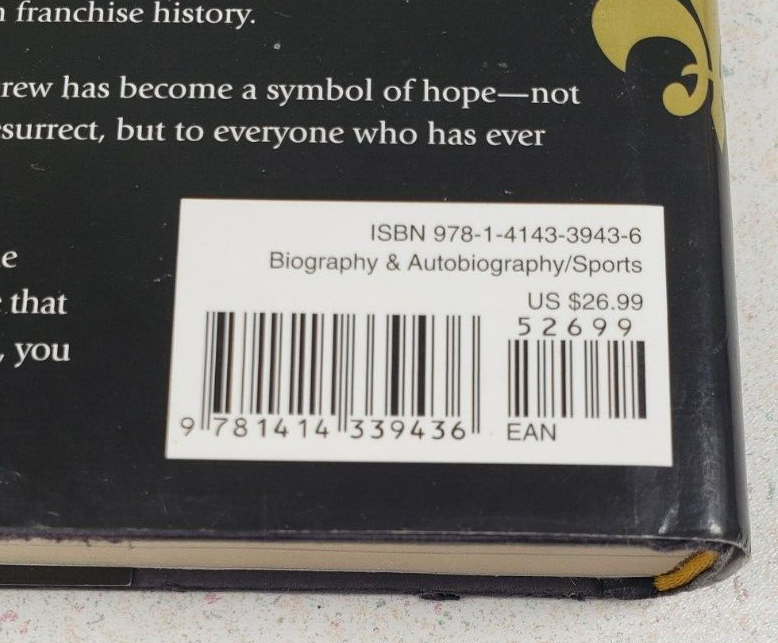 franchise history.
rew has become a symbol of hope—not
surrect, but to everyone who has ever
e
that
, you
ISBN 978-1-4143-3943-6
Biography & Autobiography/Sports
US $26.99
52699
9 781414 339436
EAN